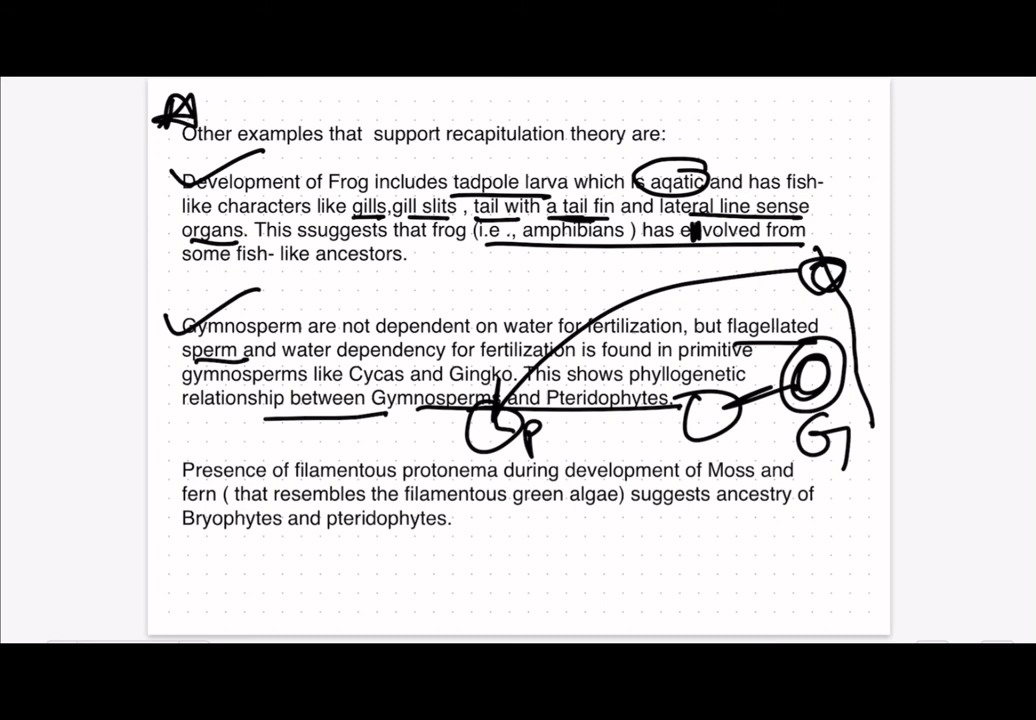 Other examples that support recapitulation theory are:
Development of Frog includes tadpole larva which is aqatic and has fish-
like characters like gills,gill slits , tail with a tail fin and lateral line sense
organs. This ssuggests that frog (i.e ., amphibians ) has evolved from
some fish- like ancestors.
Gymnosperm are not dependent on water for fertilization, but flagellated
sperm and water dependency for fertilization is found in primitive
gymnosperms like Cycas and Gingko. This shows phyllogenetic
relationship between Gymnosperms and Pteridophytes.
P
G
Presence of filamentous protonema during development of Moss and
fern ( that resembles the filamentous green algae) suggests ancestry of
Bryophytes and pteridophytes.